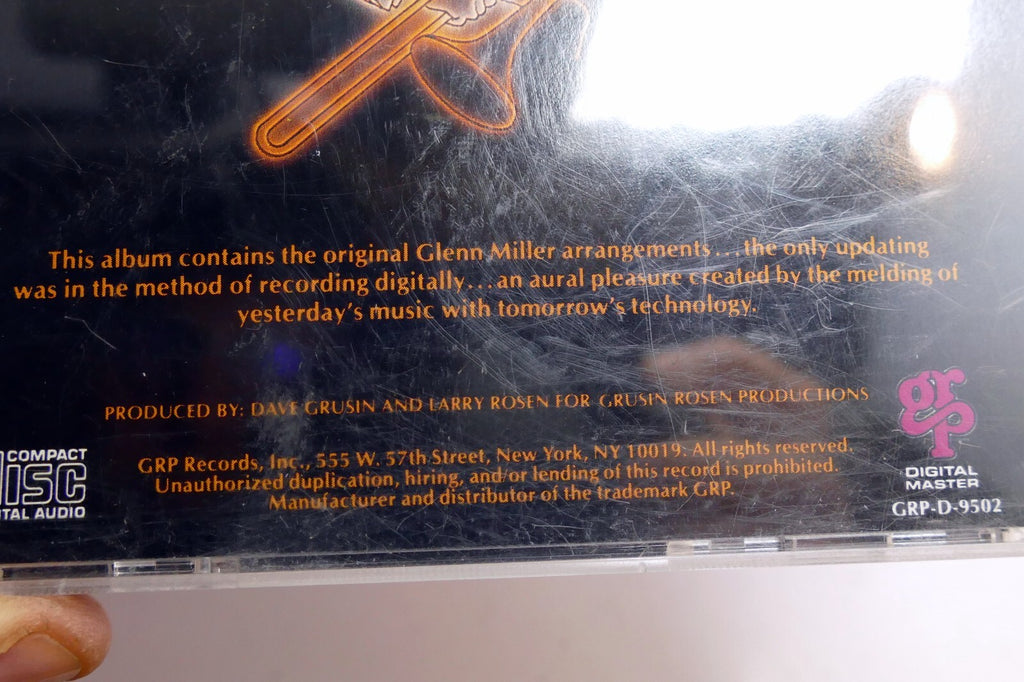 This album contains the original Glenn Miller arrangements...the only updating
was in the method of recording digitally...an aural pleasure created by the melding of
yesterday's music with tomorrow's technology.
PRODUCED BY: DAVE GRUSIN AND LARRY ROSEN FOR GRUSIN ROSEN PRODUCTIONS
GRP Records, Inc., 555 W. 57th Street, New York, NY 10019: All rights reserved.
Unauthorized duplication, hiring, and/or lending of this record is prohibited.
Manufacturer and distributor of the trademark GRP.
COMPACT
disc
ITAL AUDIO
grp
DIGITAL
MASTER
GRP-D-9502